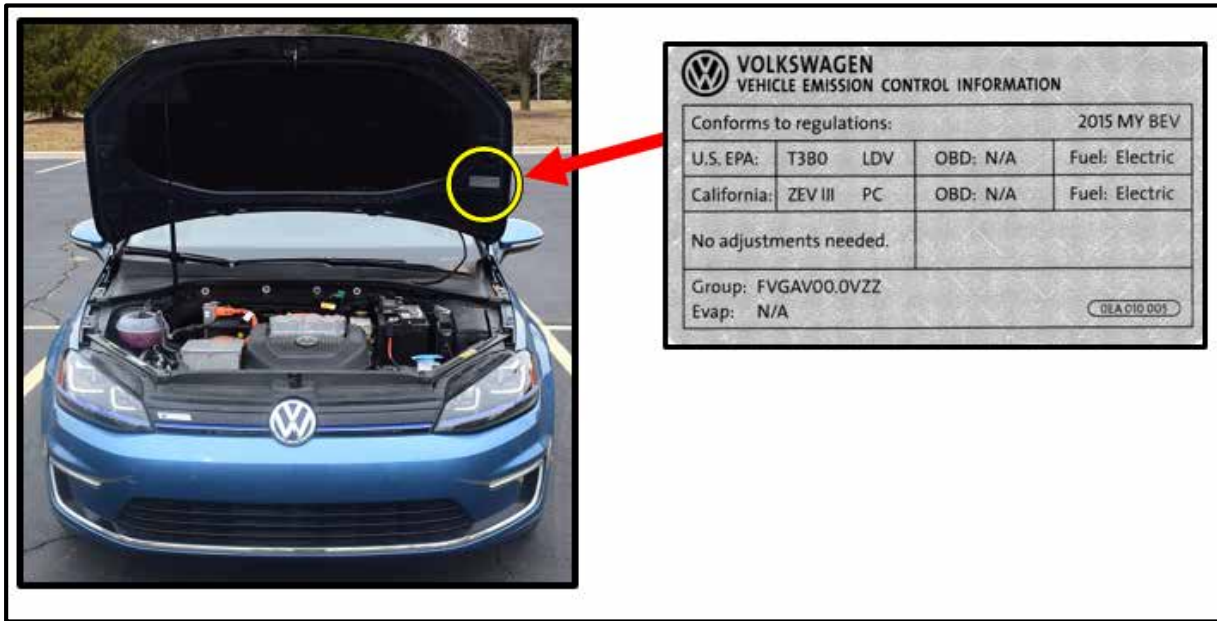 VOLKSWAGEN
VEHICLE EMISSION CONTROL INFORMATION
Conforms to regulations: 2015 MY BEV
U.S. EPA: T3B0 LDV OBD: N/A Fuel: Electric
California: ZEV III PC OBD: N/A Fuel: Electric
No adjustments needed.
Group: FVGAV00.0VZZ
Evap: N/A 0EA 010 005